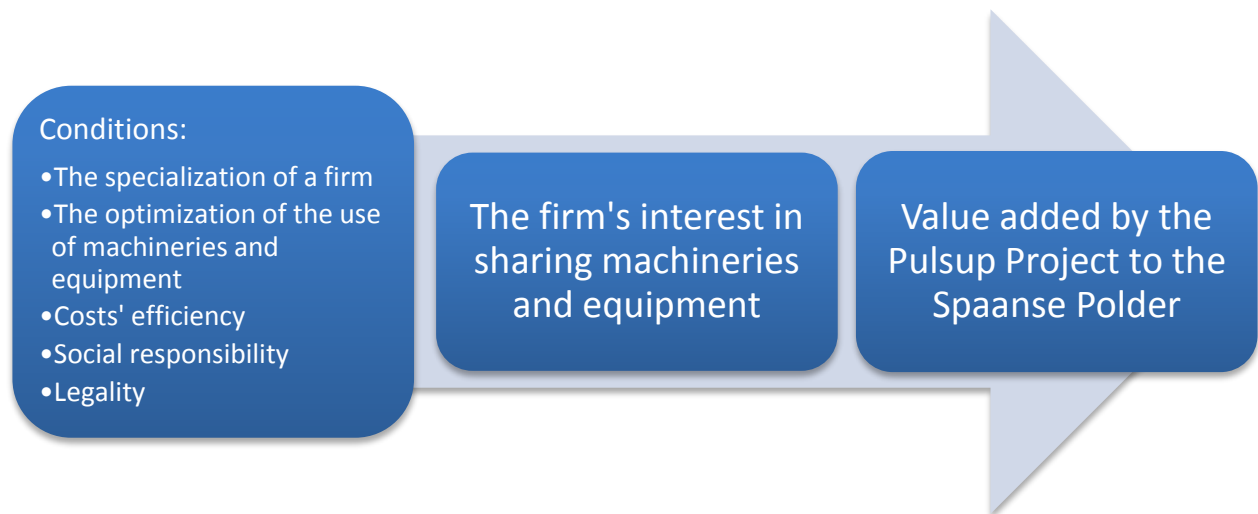 Conditions:
•The specialization of a firm
•The optimization of the use
of machineries and
equipment
•Costs' efficiency
•Social responsibility
•Legality
The firm's interest in
sharing machineries
and equipment
Value added by the
Pulsup Project to the
Spaanse Polder